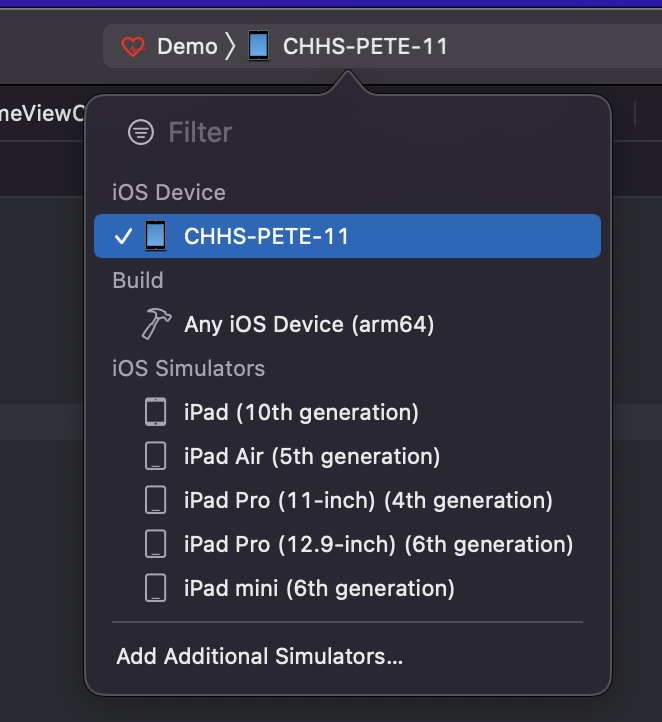 Demo 〉 CHHS-PETE-11
meViewC
Filter
iOS Device
✓ CHHS-PETE-11
Build
Any iOS Device (arm64)
iOS Simulators
iPad (10th generation)
iPad Air (5th generation)
iPad Pro (11-inch) (4th generation)
iPad Pro (12.9-inch) (6th generation)
iPad mini (6th generation)
Add Additional Simulators...